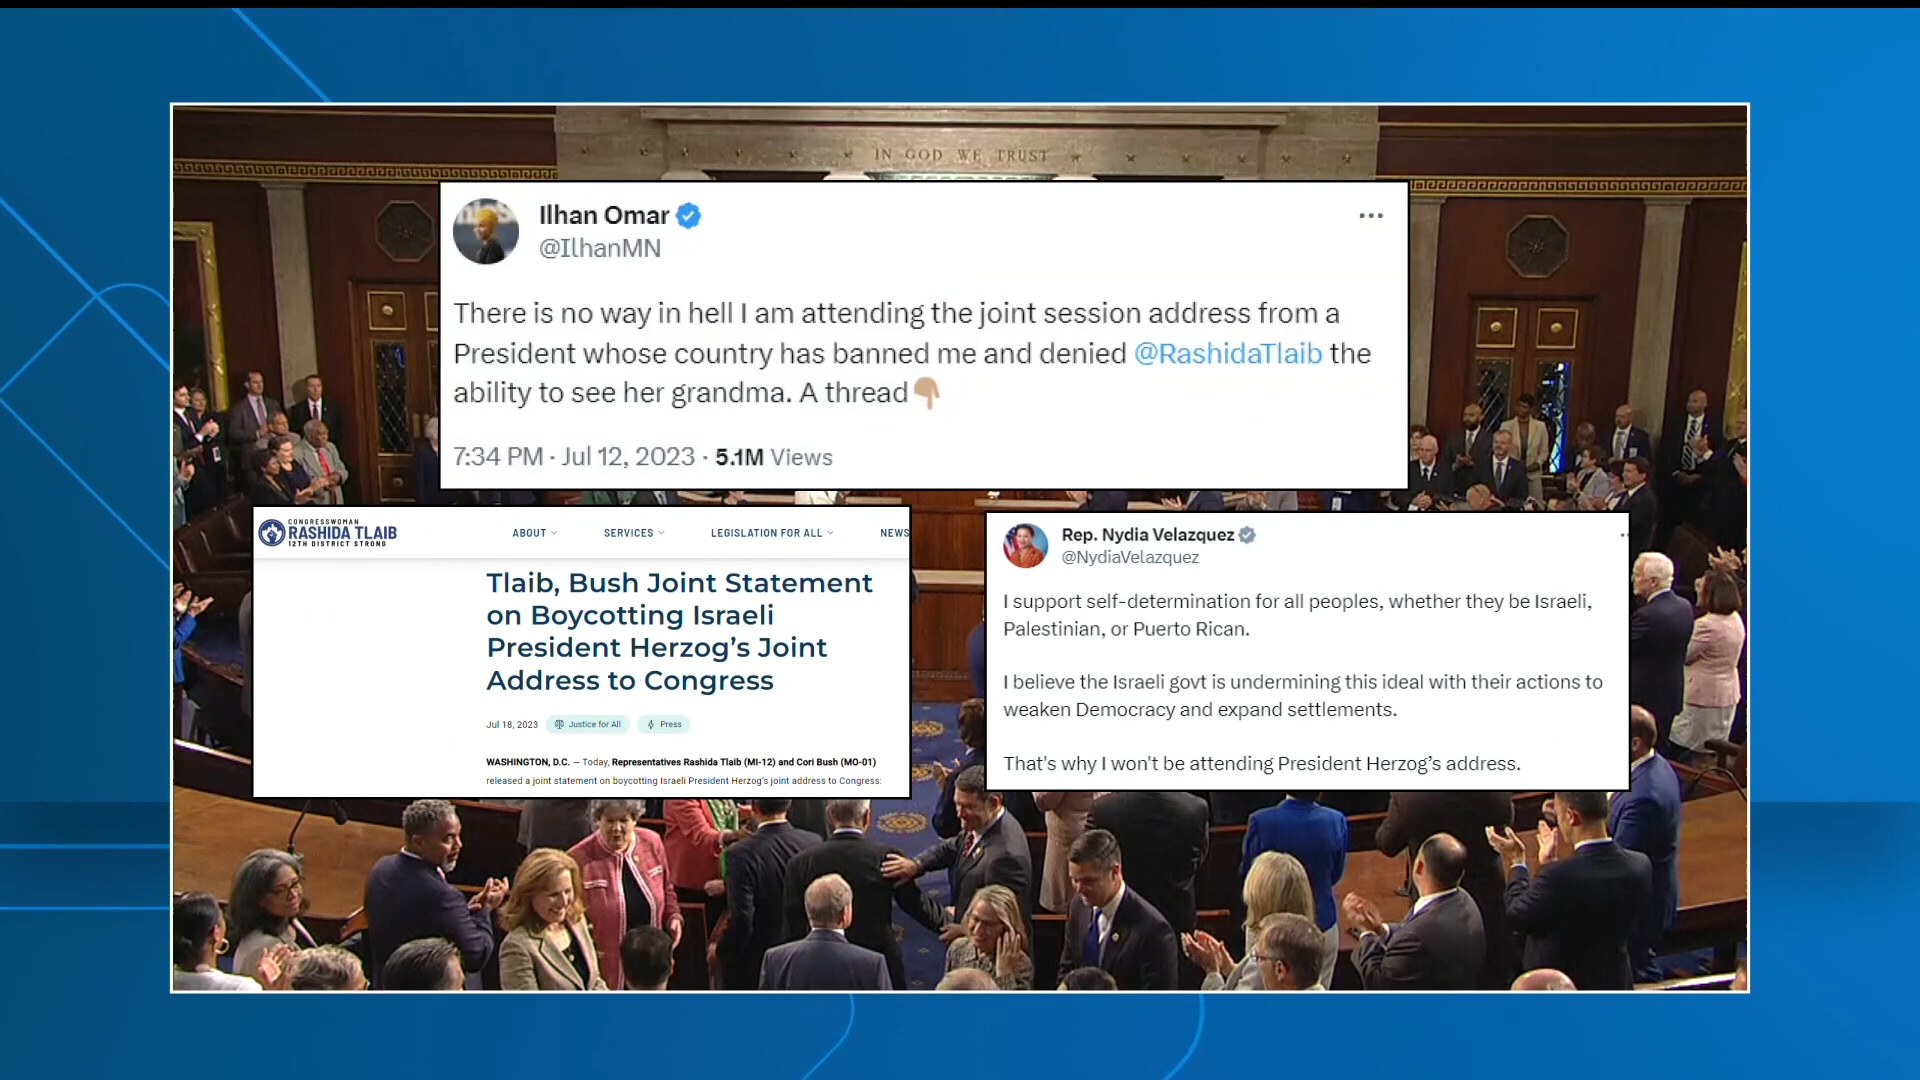 IN GOD WE TRUST
Ilhan Omar
@IlhanMN
There is no way in hell I am attending the joint session address from a
President whose country has banned me and denied @RashidaTlaib the
ability to see her grandma. A thread👇🏼
7:34 PM · Jul 12, 2023 · 5.1M Views
CONGRESSWOMAN
RASHIDA TLAIB
12TH DISTRICT STRONG
ABOUT SERVICES LEGISLATION FOR ALL NEWS
Tlaib, Bush Joint Statement
on Boycotting Israeli
President Herzog’s Joint
Address to Congress
Jul 18, 2023 Justice for All Press
WASHINGTON, D.C. — Today, Representatives Rashida Tlaib (MI-12) and Cori Bush (MO-01)
released a joint statement on boycotting Israeli President Herzog’s joint address to Congress:
Rep. Nydia Velazquez
@NydiaVelazquez
I support self-determination for all peoples, whether they be Israeli,
Palestinian, or Puerto Rican.
I believe the Israeli govt is undermining this ideal with their actions to
weaken Democracy and expand settlements.
That's why I won't be attending President Herzog’s address.